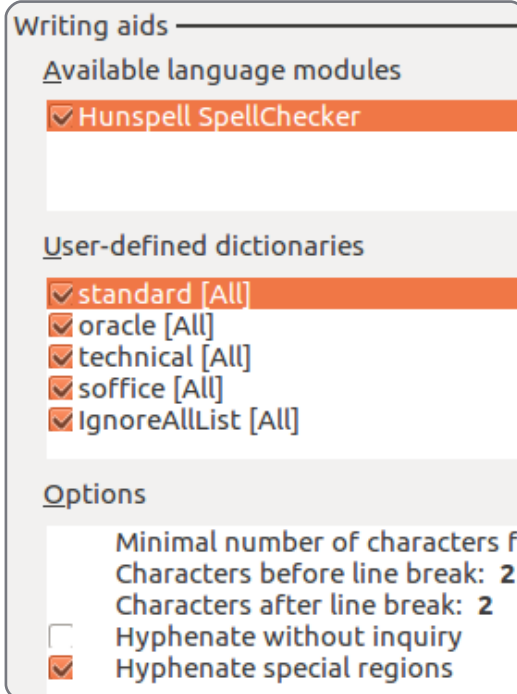 Writing aids
Available language modules
Hunspell SpellChecker
User-defined dictionaries
standard [All]
oracle [All]
technical [All]
soffice [All]
IgnoreAllList [All]
Options
Minimal number of characters
Characters before line break: 2
Characters after line break: 2
Hyphenate without inquiry
Hyphenate special regions